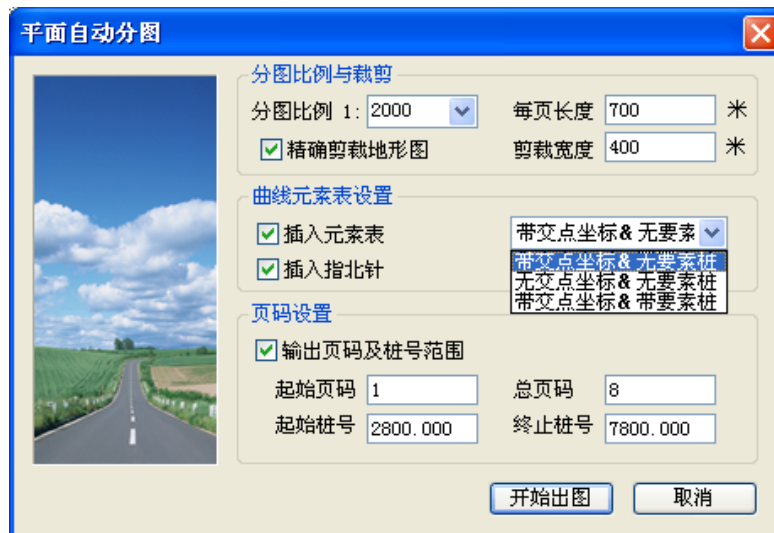 平面自动分图
分图比例与裁剪
分图比例 1: 2000 每页长度 700 米
精确剪裁地形图 剪裁宽度 400 米
曲线元素表设置
插入元素表 带交点坐标& 无要素
插入指北针
带交点坐标& 无要素桩
无交点坐标& 无要素桩
带交点坐标& 带要素桩
页码设置
输出页码及桩号范围
起始页码 1 总页码 8
起始桩号 2800.000 终止桩号 7800.000
开始出图 取消